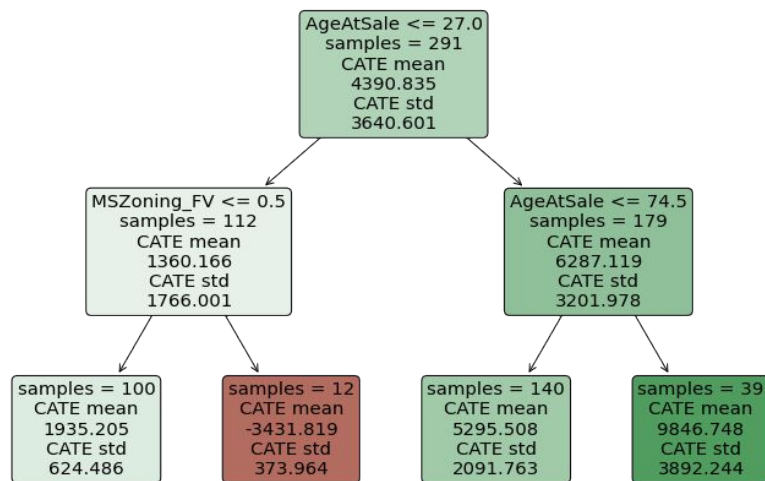 AgeAtSale <= 27.0
samples = 291
CATE mean
4390.835
CATE std
3640.601
MSZoning_FV <= 0.5
samples = 112
CATE mean
1360.166
CATE std
1766.001
AgeAtSale <= 74.5
samples = 179
CATE mean
6287.119
CATE std
3201.978
samples = 100
CATE mean
1935.205
CATE std
624.486
samples = 12
CATE mean
-3431.819
CATE std
373.964
samples = 140
CATE mean
5295.508
CATE std
2091.763
samples = 39
CATE mean
9846.748
CATE std
3892.244